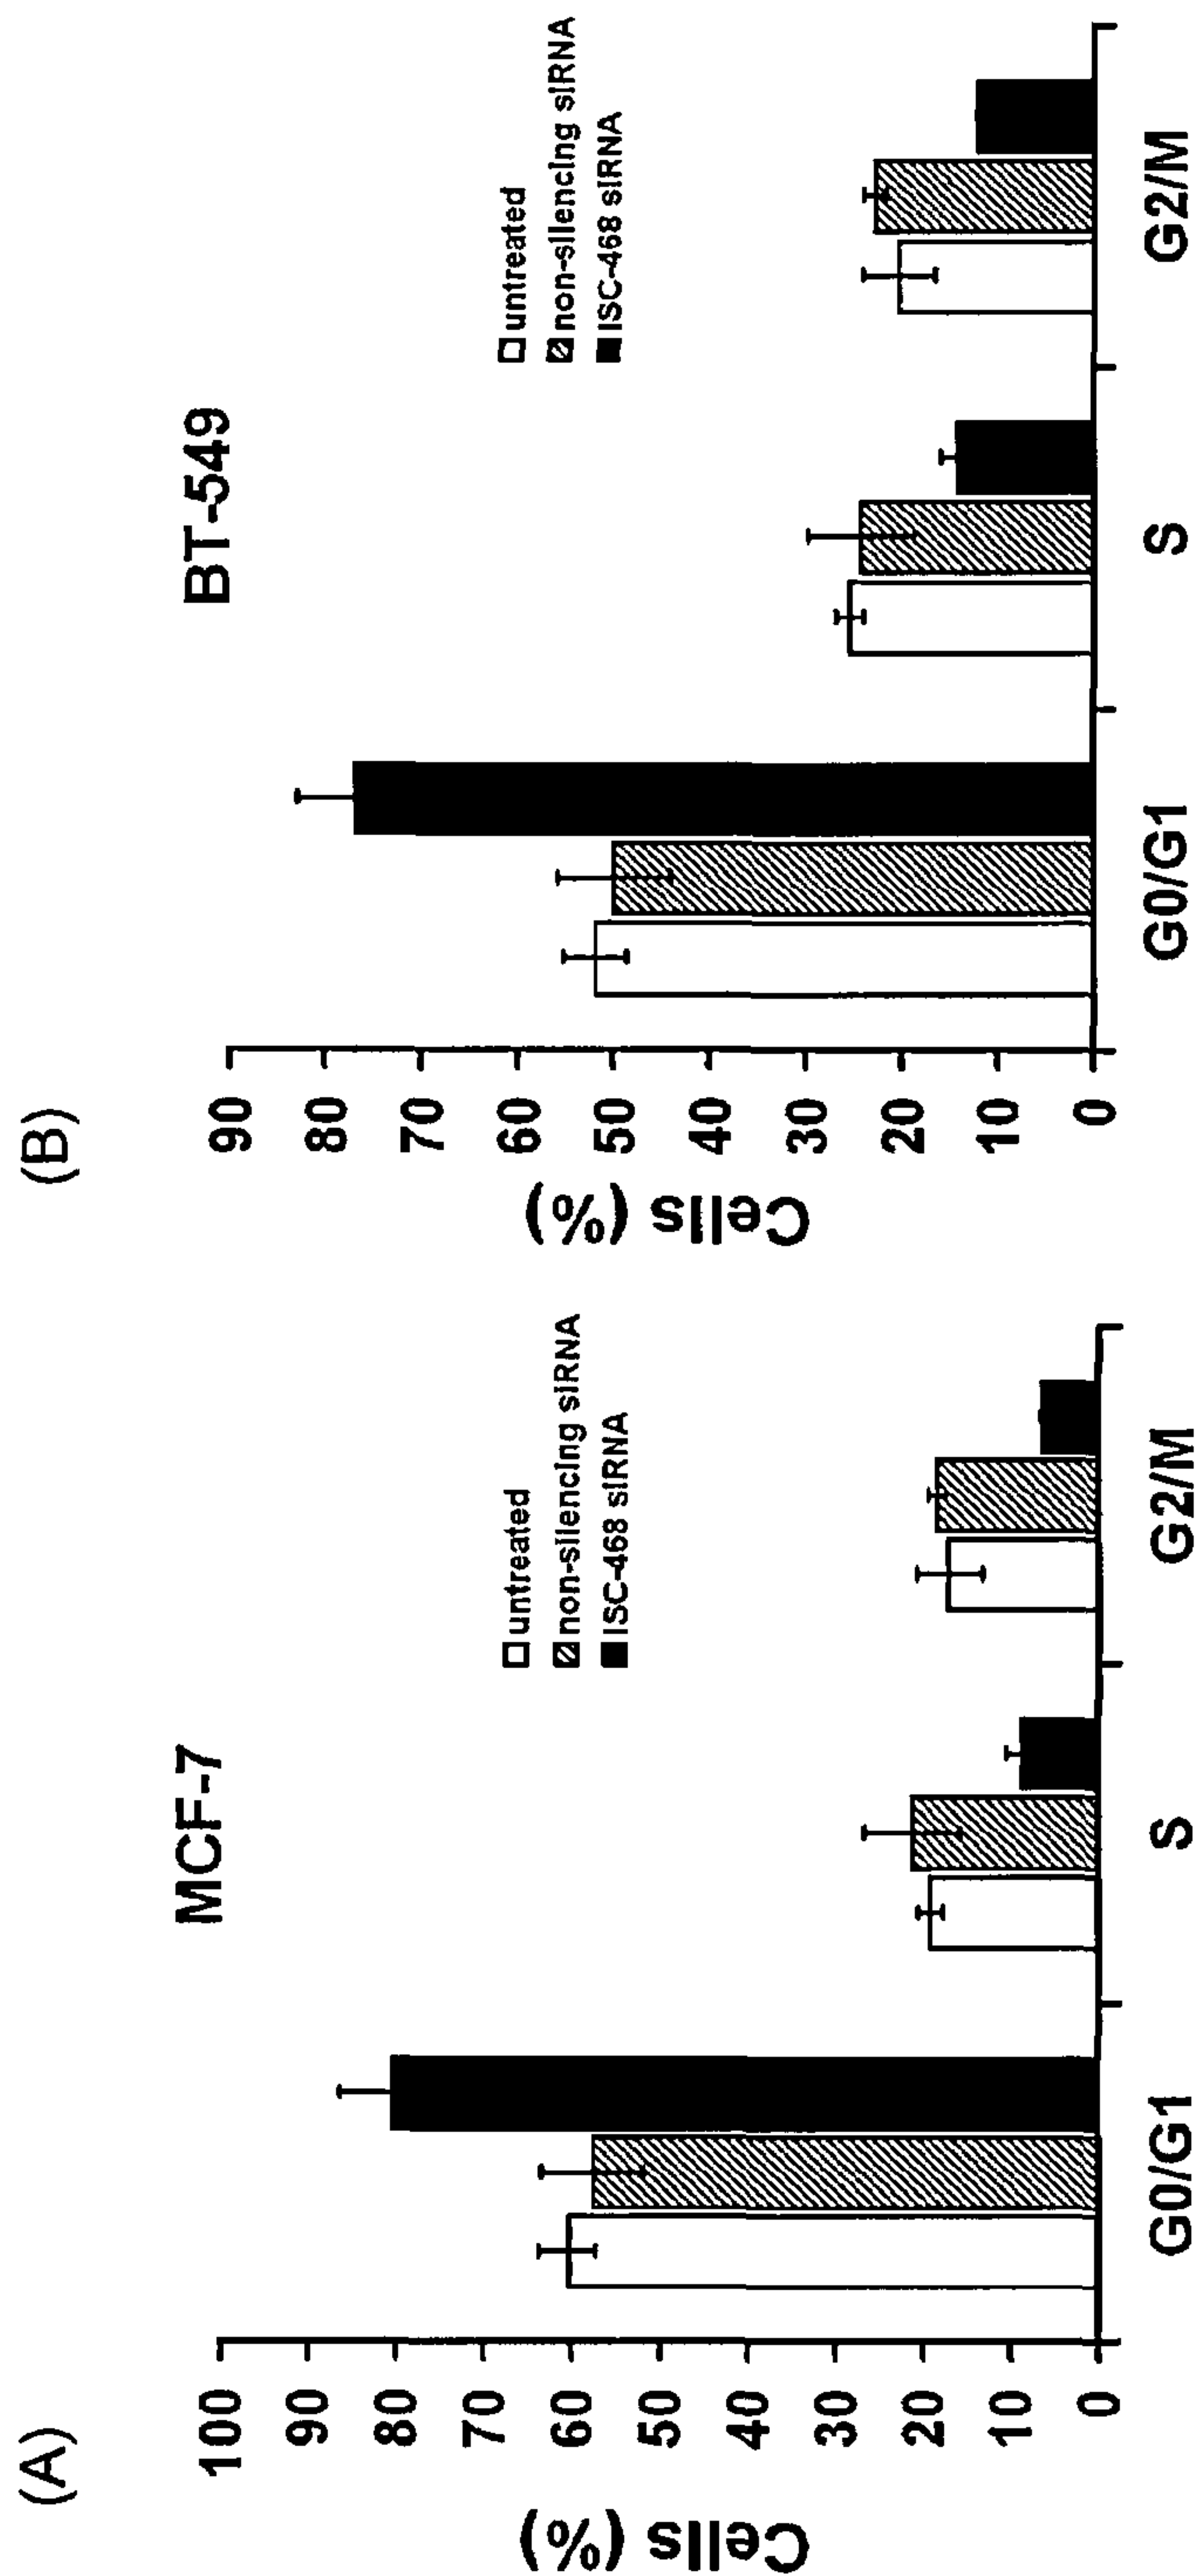 (A)
MCF-7
Cells (%)
100
90
80
70
60
50
40
30
20
10
0
untreated
non-silencing siRNA
ISC-468 siRNA
G0/G1 S G2/M
(B)
BT-549
Cells (%)
90
80
70
60
50
40
30
20
10
0
untreated
non-silencing siRNA
ISC-468 siRNA
G0/G1 S G2/M